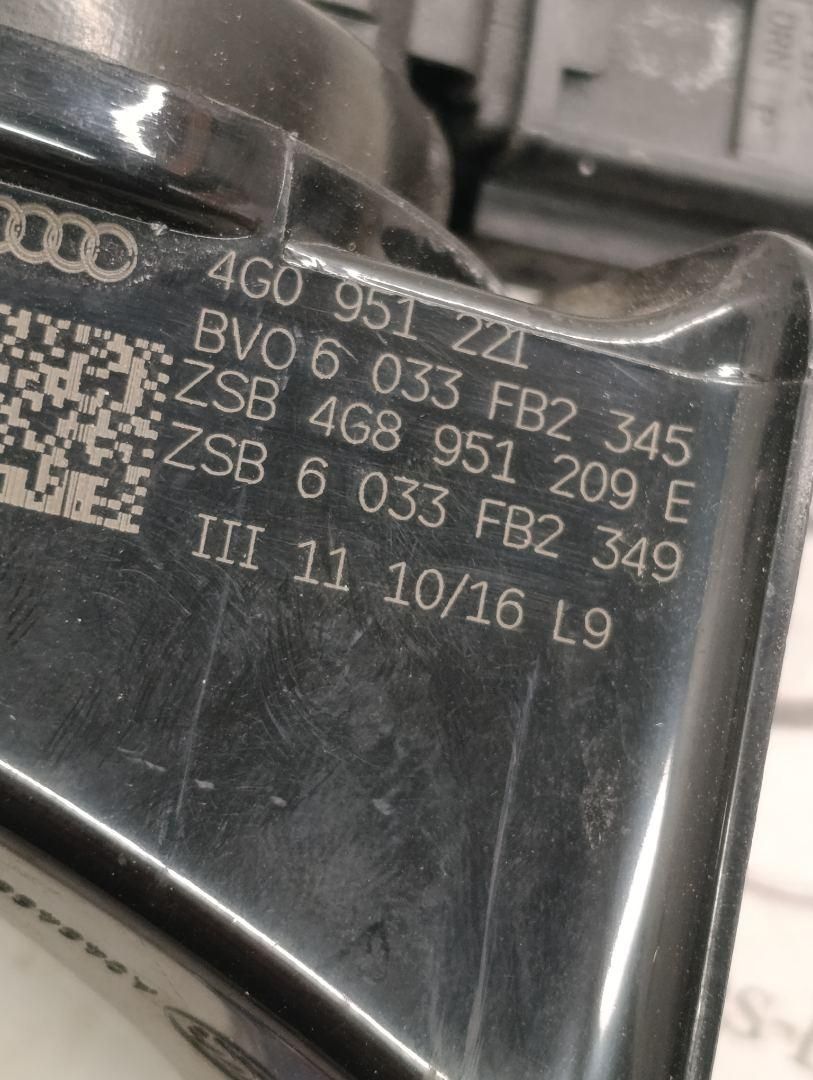 4G0 951 221
BVO 6 033 FB2 345
ZSB 4G8 951 209 E
ZSB 6 033 FB2 349
III 11 10/16 L9